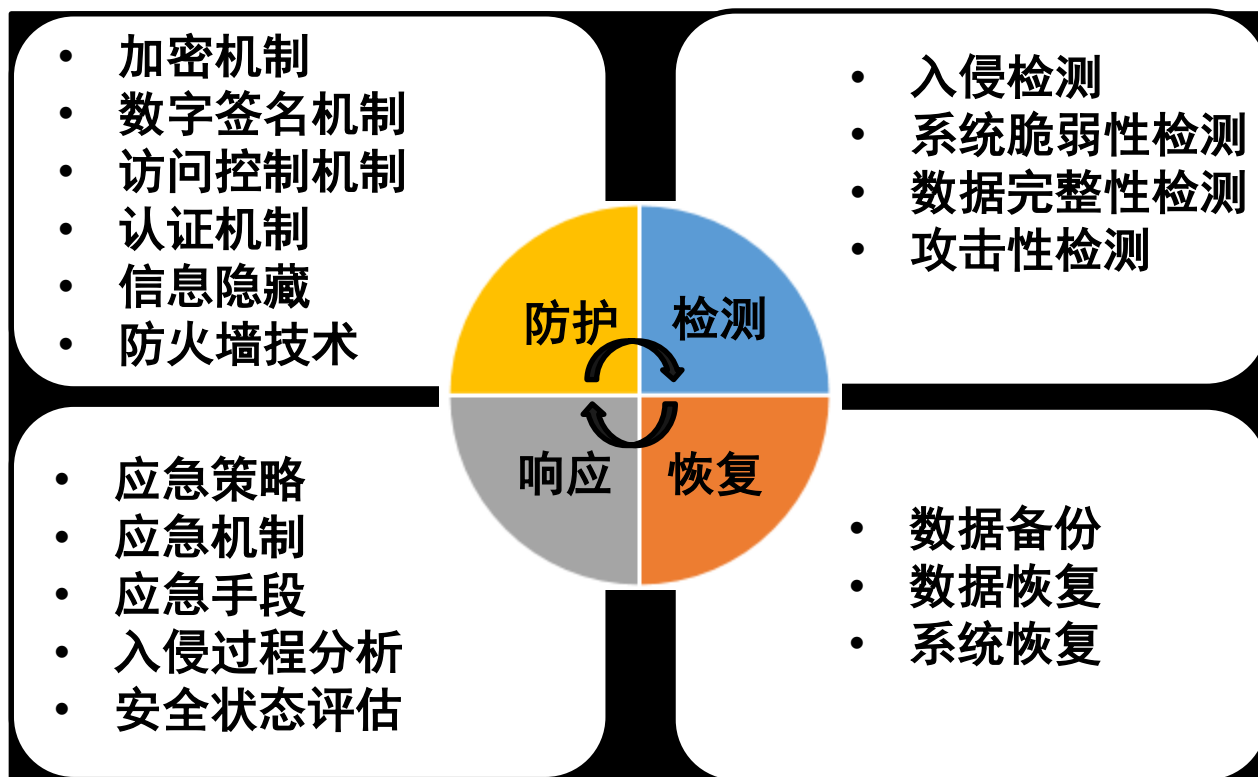 加密机制
数字签名机制
访问控制机制
认证机制
信息隐藏
防火墙技术
入侵检测
系统脆弱性检测
数据完整性检测
攻击性检测
防护
检测
响应
恢复
应急策略
应急机制
应急手段
入侵过程分析
安全状态评估
数据备份
数据恢复
系统恢复